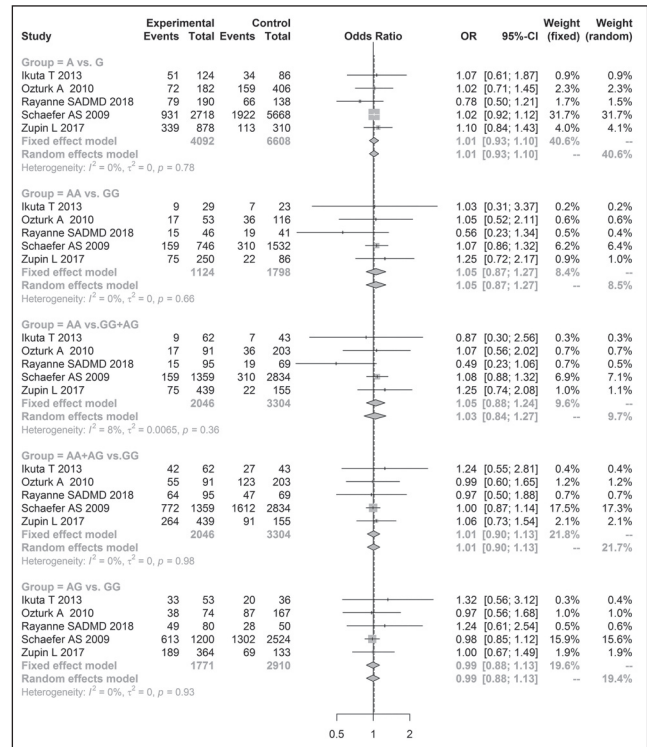 Experimental Control Weight Weight
Study Events Total Events Total Odds Ratio OR 95%-CI (fixed) (random)
Group = A vs. G
Ikuta T 2013 51 124 34 86 1.07 [0.61; 1.87] 0.9% 0.9%
Ozturk A 2010 72 182 159 406 1.02 [0.71; 1.45] 2.3% 2.3%
Rayanne SADMD 2018 79 190 66 138 0.78 [0.50; 1.21] 1.7% 1.5%
Schaefer AS 2009 931 2718 1922 5668 1.02 [0.92; 1.12] 31.7% 31.7%
Zupin L 2017 339 878 113 310 1.10 [0.84; 1.43] 4.0% 4.1%
Fixed effect model 4092 6608 1.01 [0.93; 1.10] 40.6% --
Random effects model 1.01 [0.93; 1.10] -- 40.6%
Heterogeneity: I² = 0%, τ² = 0, p = 0.78
Group = AA vs. GG
Ikuta T 2013 9 29 7 23 1.03 [0.31; 3.37] 0.2% 0.2%
Ozturk A 2010 17 53 36 116 1.05 [0.52; 2.11] 0.6% 0.6%
Rayanne SADMD 2018 15 46 19 41 0.56 [0.23; 1.34] 0.5% 0.4%
Schaefer AS 2009 159 746 310 1532 1.07 [0.86; 1.32] 6.2% 6.4%
Zupin L 2017 75 250 22 86 1.25 [0.72; 2.17] 0.9% 1.0%
Fixed effect model 1124 1798 1.05 [0.87; 1.27] 8.4% --
Random effects model 1.05 [0.87; 1.27] -- 8.5%
Heterogeneity: I² = 0%, τ² = 0, p = 0.66
Group = AA vs.GG+AG
Ikuta T 2013 9 62 7 43 0.87 [0.30; 2.56] 0.3% 0.3%
Ozturk A 2010 17 91 36 203 1.07 [0.56; 2.02] 0.7% 0.7%
Rayanne SADMD 2018 15 95 19 69 0.49 [0.23; 1.06] 0.7% 0.5%
Schaefer AS 2009 159 1359 310 2834 1.08 [0.88; 1.32] 6.9% 7.1%
Zupin L 2017 75 439 22 155 1.25 [0.74; 2.08] 1.0% 1.1%
Fixed effect model 2046 3304 1.05 [0.88; 1.24] 9.6% --
Random effects model 1.03 [0.84; 1.27] -- 9.7%
Heterogeneity: I² = 8%, τ² = 0.0065, p = 0.36
Group = AA+AG vs.GG
Ikuta T 2013 42 62 27 43 1.24 [0.55; 2.81] 0.4% 0.4%
Ozturk A 2010 55 91 123 203 0.99 [0.60; 1.65] 1.2% 1.2%
Rayanne SADMD 2018 64 95 47 69 0.97 [0.50; 1.88] 0.7% 0.7%
Schaefer AS 2009 772 1359 1612 2834 1.00 [0.87; 1.14] 17.5% 17.3%
Zupin L 2017 264 439 91 155 1.06 [0.73; 1.54] 2.1% 2.1%
Fixed effect model 2046 3304 1.01 [0.90; 1.13] 21.8% --
Random effects model 1.01 [0.90; 1.13] -- 21.7%
Heterogeneity: I² = 0%, τ² = 0, p = 0.98
Group = AG vs. GG
Ikuta T 2013 33 53 20 36 1.32 [0.56; 3.12] 0.3% 0.4%
Ozturk A 2010 38 74 87 167 0.97 [0.56; 1.68] 1.0% 1.0%
Rayanne SADMD 2018 49 80 28 50 1.24 [0.61; 2.54] 0.5% 0.6%
Schaefer AS 2009 613 1200 1302 2524 0.98 [0.85; 1.12] 15.9% 15.6%
Zupin L 2017 189 364 69 133 1.00 [0.67; 1.49] 1.9% 1.9%
Fixed effect model 1771 2910 0.99 [0.88; 1.13] 19.6% --
Random effects model 0.99 [0.88; 1.13] -- 19.4%
Heterogeneity: I² = 0%, τ² = 0, p = 0.93
0.5 1 2